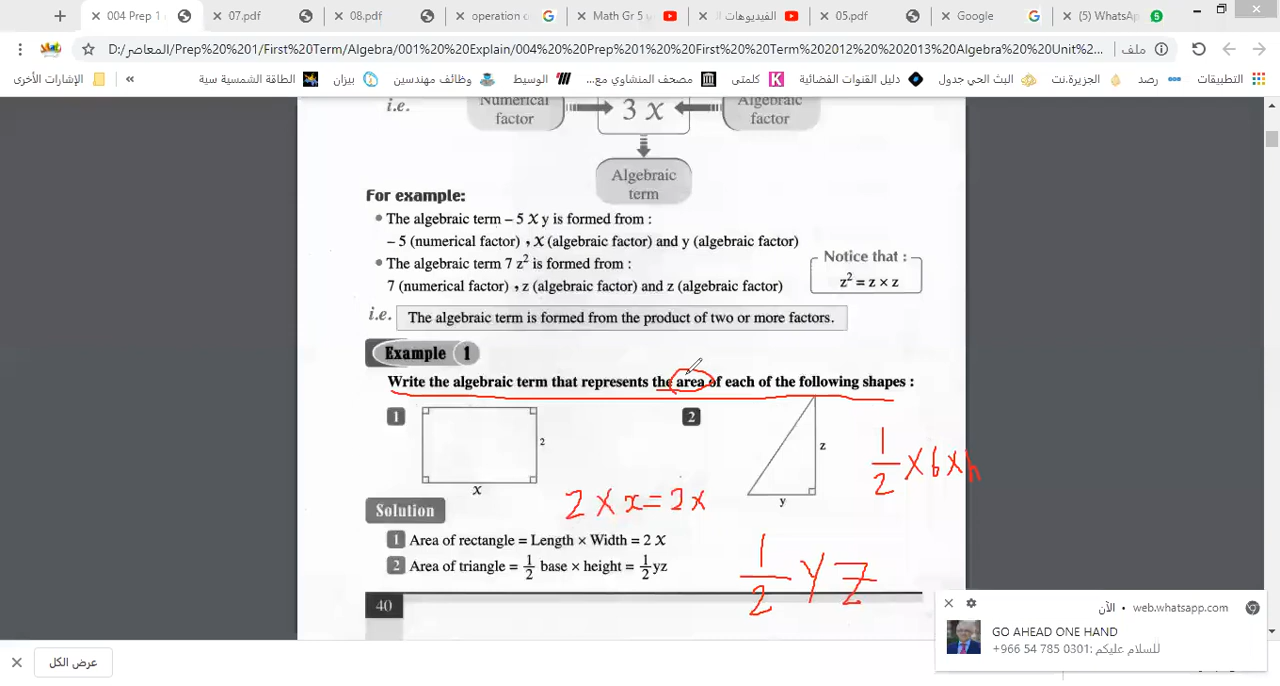 004 Prep 1
07.pdf
08.pdf
operation o
Math Gr 5
الفيديوهات ال
05.pdf
Google
(5) WhatsAp
D:/المعاصر/Prep%20%201/First%20Term/Algebra/001%20%20Explain/004%20%20Prep%201%20%20First%20%20Term%202012%20%202013%20Algebra%20%20Unit%...
ملف
التطبيقات
رصد
الجزيرة.نت
البث الحي جدول
دليل القنوات الفضائية
كلمتى
مصحف المنشاوي مع...
الوسيط
وظائف مهندسين
بيزان
الطاقة الشمسية سية
»
الإشارات الأخرى
i.e.
Numerical factor
3 x
Algebraic factor
Algebraic term
For example:
• The algebraic term – 5 X y is formed from :
– 5 (numerical factor) , X (algebraic factor) and y (algebraic factor)
• The algebraic term 7 z² is formed from :
7 (numerical factor) , z (algebraic factor) and z (algebraic factor)
Notice that :
z² = z × z
i.e. The algebraic term is formed from the product of two or more factors.
Example 1
Write the algebraic term that represents the area of each of the following shapes :
1
2
x
2
z
y
1/2 × b × h
2 × x = 2x
Solution
1 Area of rectangle = Length × Width = 2 X
2 Area of triangle = 1/2 base × height = 1/2 yz
1/2 y z
40
web.whatsapp.com • الآن
GO AHEAD ONE HAND
+966 54 785 0301: للسلام عليكم
عرض الكل